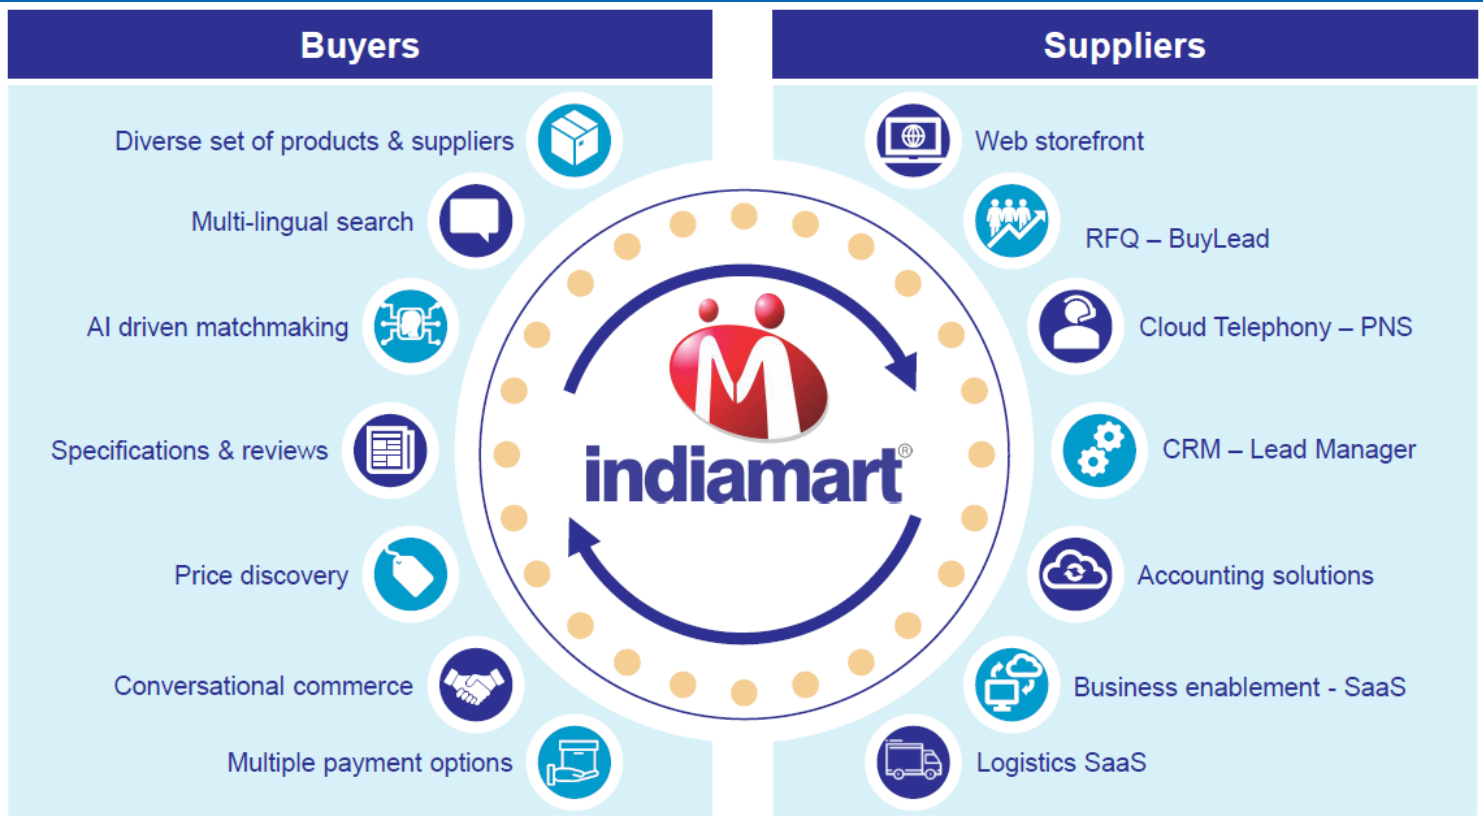 Buyers
Diverse set of products & suppliers
Multi-lingual search
AI driven matchmaking
Specifications & reviews
Price discovery
Conversational commerce
Multiple payment options
indiamart®
Suppliers
Web storefront
RFQ – BuyLead
Cloud Telephony – PNS
CRM – Lead Manager
Accounting solutions
Business enablement - SaaS
Logistics SaaS